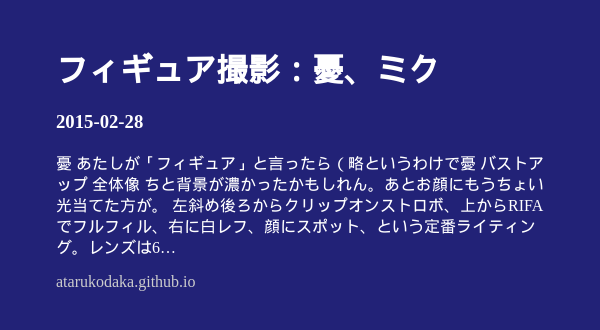 フィギュア撮影：憂、ミク
2015-02-28
憂 あたしが「フィギュア」と言ったら（略というわけで憂 バストア
ップ 全体像 ちと背景が濃かったかもしれん。あとお顔にもうちょい
光当てた方が。 左斜め後ろからクリップオンストロボ、上からRIFA
でフルフィル、右に白レフ、顔にスポット、という定番ライティン
グ。レンズは6…
atarukodaka.github.io